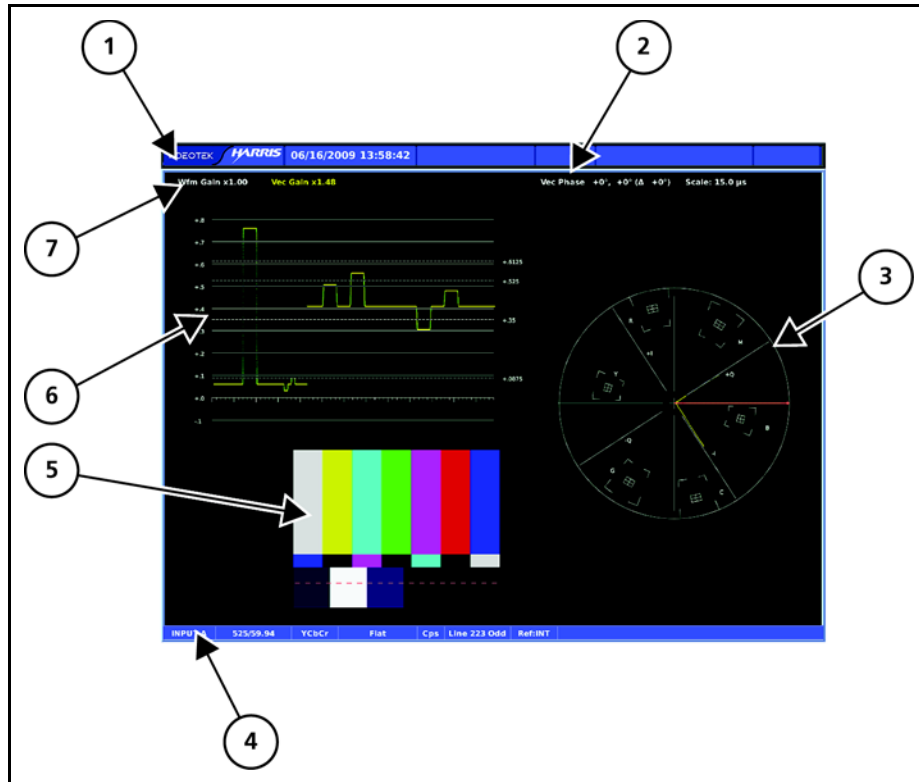 1
2
HARRIS 06/16/2009 13:58:42
Wfm Gain x1.00 Vec Gain x1.48 Vec Phase +0°, +0° (Δ +0°) Scale: 15.0 µs
7
3
+.8
+.7
+.6125
+.6
+.525
+.5
+.4
+.35
+.3
+.2
+.1
+.0875
+.0
-.1
R
M
+I
+Q
Y
B
-Q
G
C
6
5
INPUT A 525/59.94 YCbCr Flat Cps Line 223 Odd Ref:INT
4